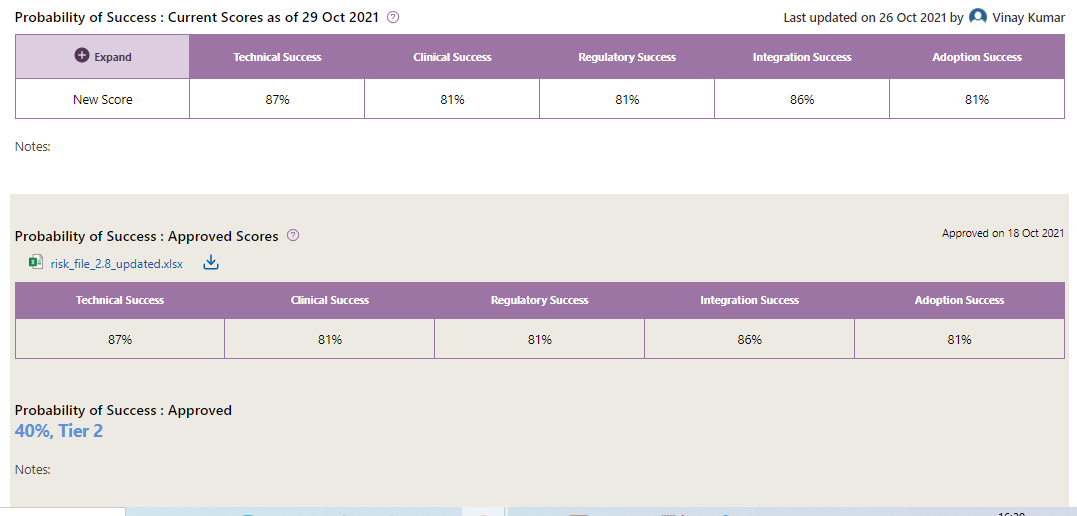 Probability of Success : Current Scores as of 29 Oct 2021 ? Last updated on 26 Oct 2021 by Vinay Kumar
Expand Technical Success Clinical Success Regulatory Success Integration Success Adoption Success
New Score 87% 81% 81% 86% 81%
Notes:
Probability of Success : Approved Scores ? Approved on 18 Oct 2021
risk_file_2.8_updated.xlsx
Technical Success Clinical Success Regulatory Success Integration Success Adoption Success
87% 81% 81% 86% 81%
Probability of Success : Approved
40%, Tier 2
Notes: